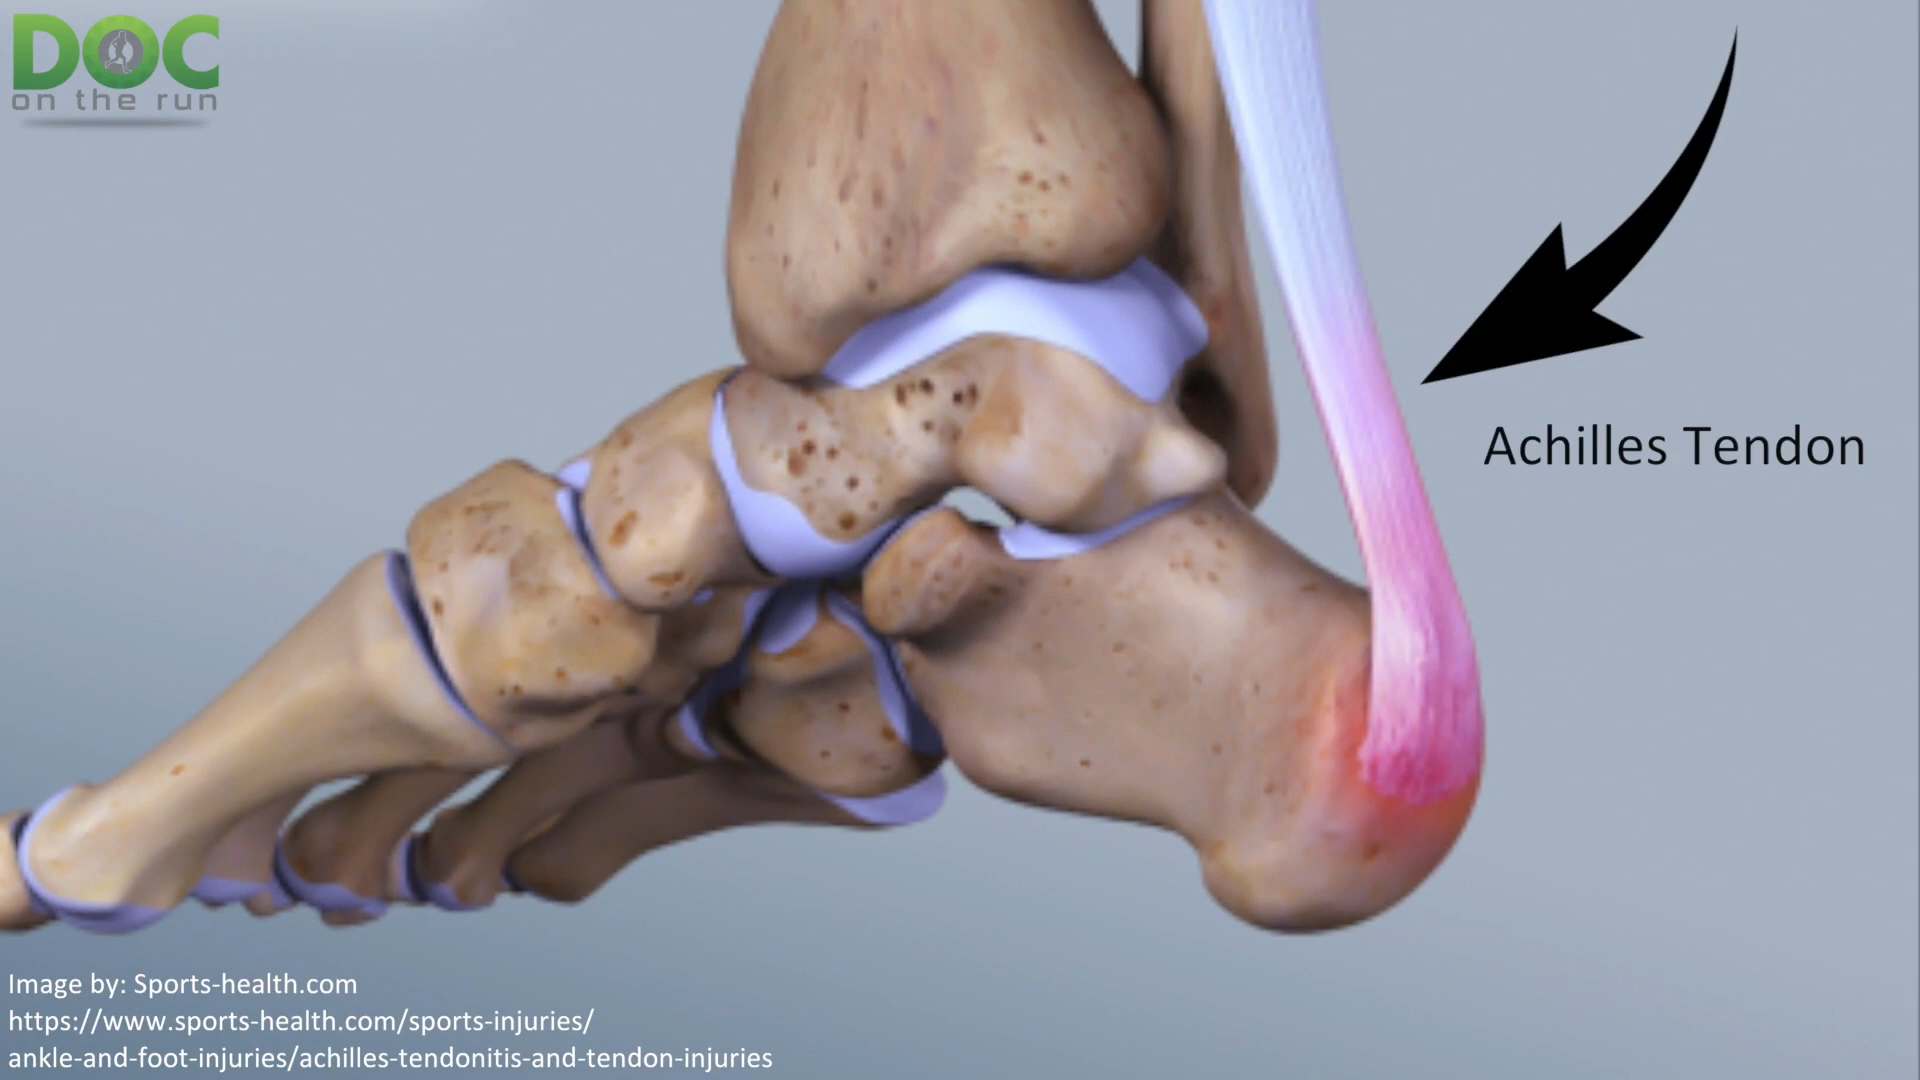 DOC
on the run
Achilles Tendon
Image by: Sports-health.com
https://www.sports-health.com/sports-injuries/
ankle-and-foot-injuries/achilles-tendonitis-and-tendon-injuries